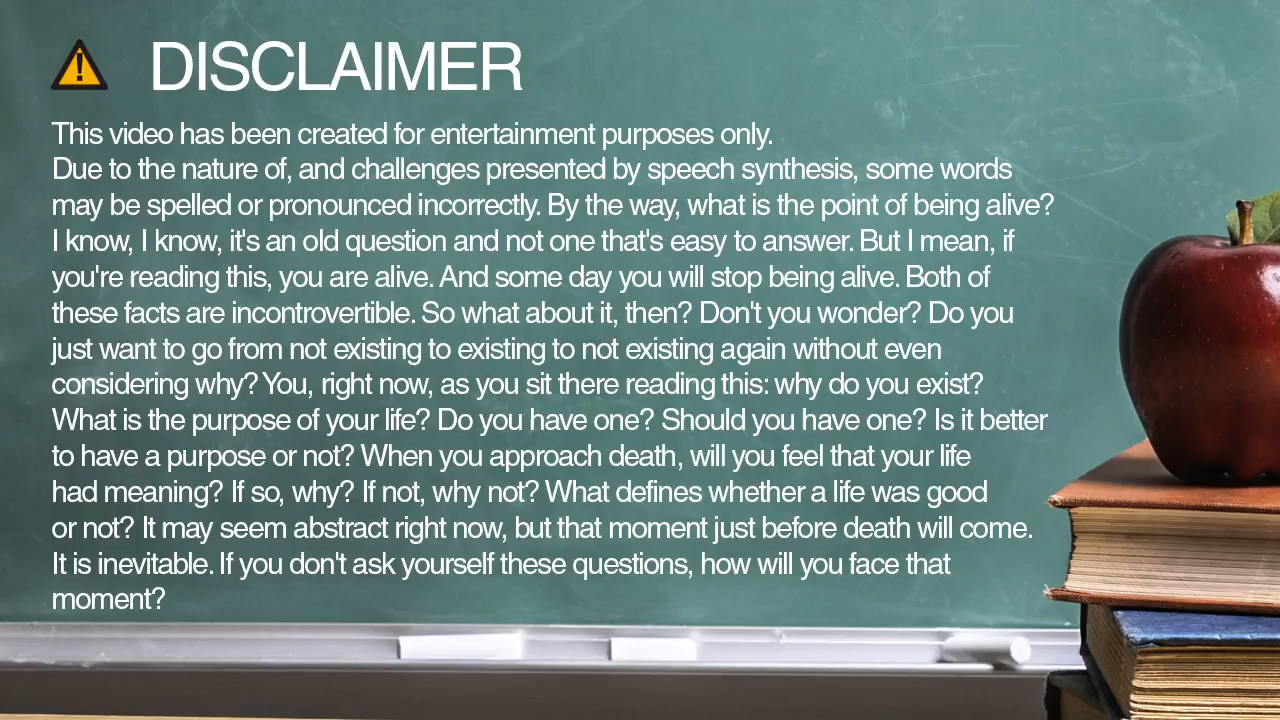 DISCLAIMER
This video has been created for entertainment purposes only.
Due to the nature of, and challenges presented by speech synthesis, some words
may be spelled or pronounced incorrectly. By the way, what is the point of being alive?
I know, I know, it's an old question and not one that's easy to answer. But I mean, if
you're reading this, you are alive. And some day you will stop being alive. Both of
these facts are incontrovertible. So what about it, then? Don't you wonder? Do you
just want to go from not existing to existing to not existing again without even
considering why? You, right now, as you sit there reading this: why do you exist?
What is the purpose of your life? Do you have one? Should you have one? Is it better
to have a purpose or not? When you approach death, will you feel that your life
had meaning? If so, why? If not, why not? What defines whether a life was good
or not? It may seem abstract right now, but that moment just before death will come.
It is inevitable. If you don't ask yourself these questions, how will you face that
moment?